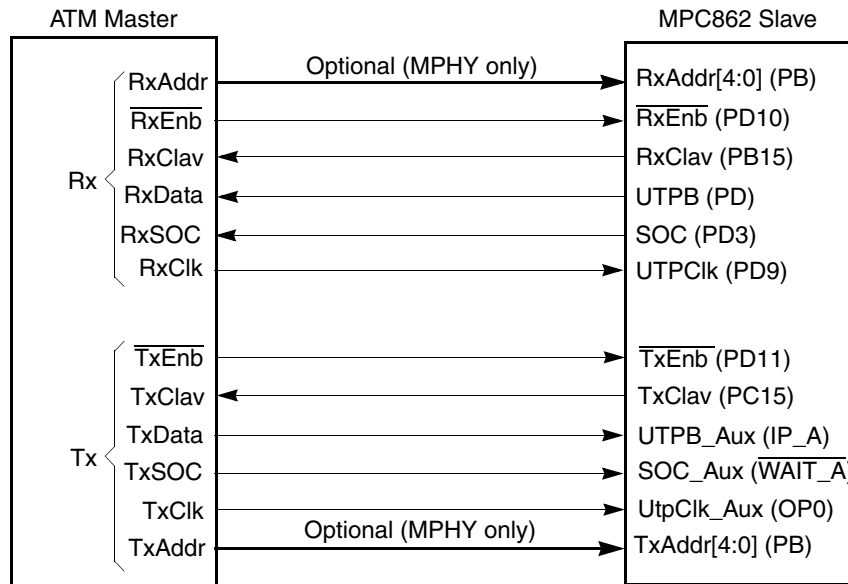 ATM Master MPC862 Slave
RxAddr Optional (MPHY only) RxAddr[4:0] (PB)
RxEnb RxEnb (PD10)
RxClav RxClav (PB15)
Rx
RxData UTPB (PD)
RxSOC SOC (PD3)
RxClk UTPClk (PD9)
TxEnb TxEnb (PD11)
TxClav TxClav (PC15)
TxData UTPB_Aux (IP_A)
Tx
TxSOC SOC_Aux (WAIT_A)
TxClk UtpClk_Aux (OP0)
TxAddr Optional (MPHY only) TxAddr[4:0] (PB)